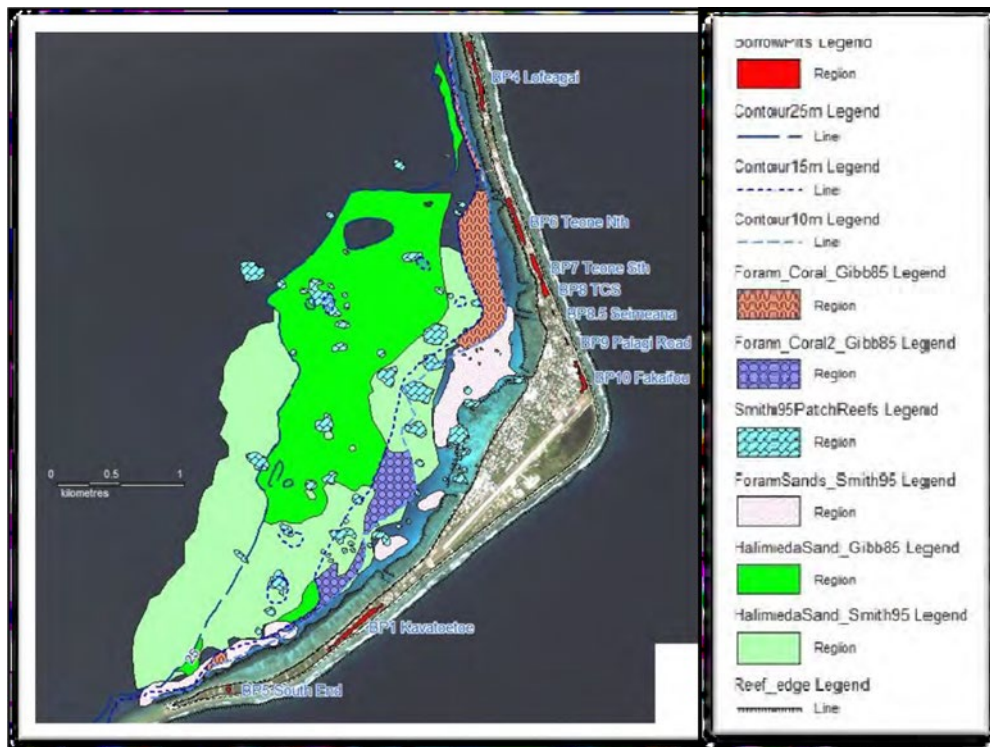 BP4 Lofeagai
BP6 Teone Nth
BP7 Teone Sth
BP8 TCS
BP8.5 Seimeana
BP9 Palagi Road
BP10 Fakaifou
0 0.5 1
kilometres
BP1 Kavatoetoe
25
BP5 South End
BorrowPits Legend
Region
Contour25m Legend
Line
Contour15m Legend
Line
Contour10m Legend
Line
Foram_Coral_Gibb85 Legend
Region
Foram_Coral2_Gibb85 Legend
Region
Smith95PatchReefs Legend
Region
ForamSands_Smith95 Legend
Region
HalimedaSand_Gibb85 Legend
Region
HalimedaSand_Smith95 Legend
Region
Reef_edge Legend
Line